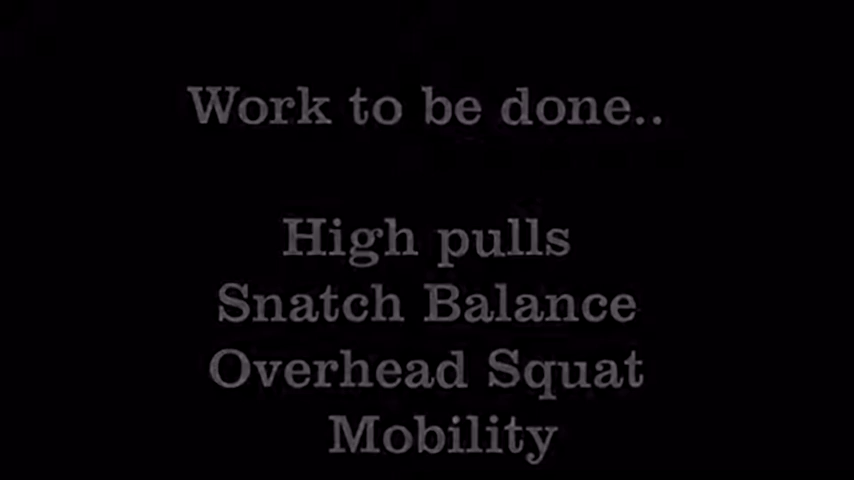 Work to be done..
High pulls
Snatch Balance
Overhead Squat
Mobility